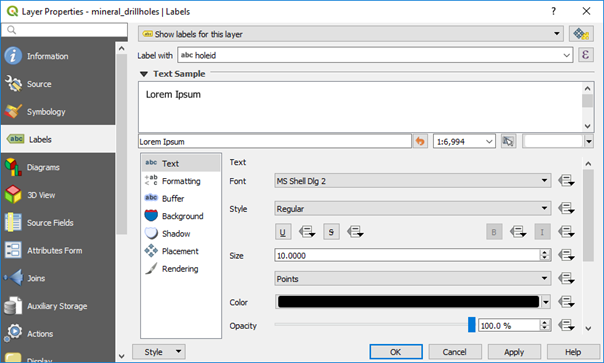 Layer Properties - mineral_drillholes | Labels
Information
Source
Symbology
abc Labels
Diagrams
3D View
Source Fields
Attributes Form
Joins
Auxiliary Storage
Actions
Display
abc Show labels for this layer
Label with abc holeid ε
Text Sample
Lorem Ipsum
Lorem Ipsum 1:6,994
abc Text
+ab < c Formatting
abc Buffer
Background
Shadow
Placement
Rendering
Text
Font MS Shell Dlg 2
Style Regular
U S B I
Size 10.0000
Points
Color
Opacity 100.0 %
Style OK Cancel Apply Help